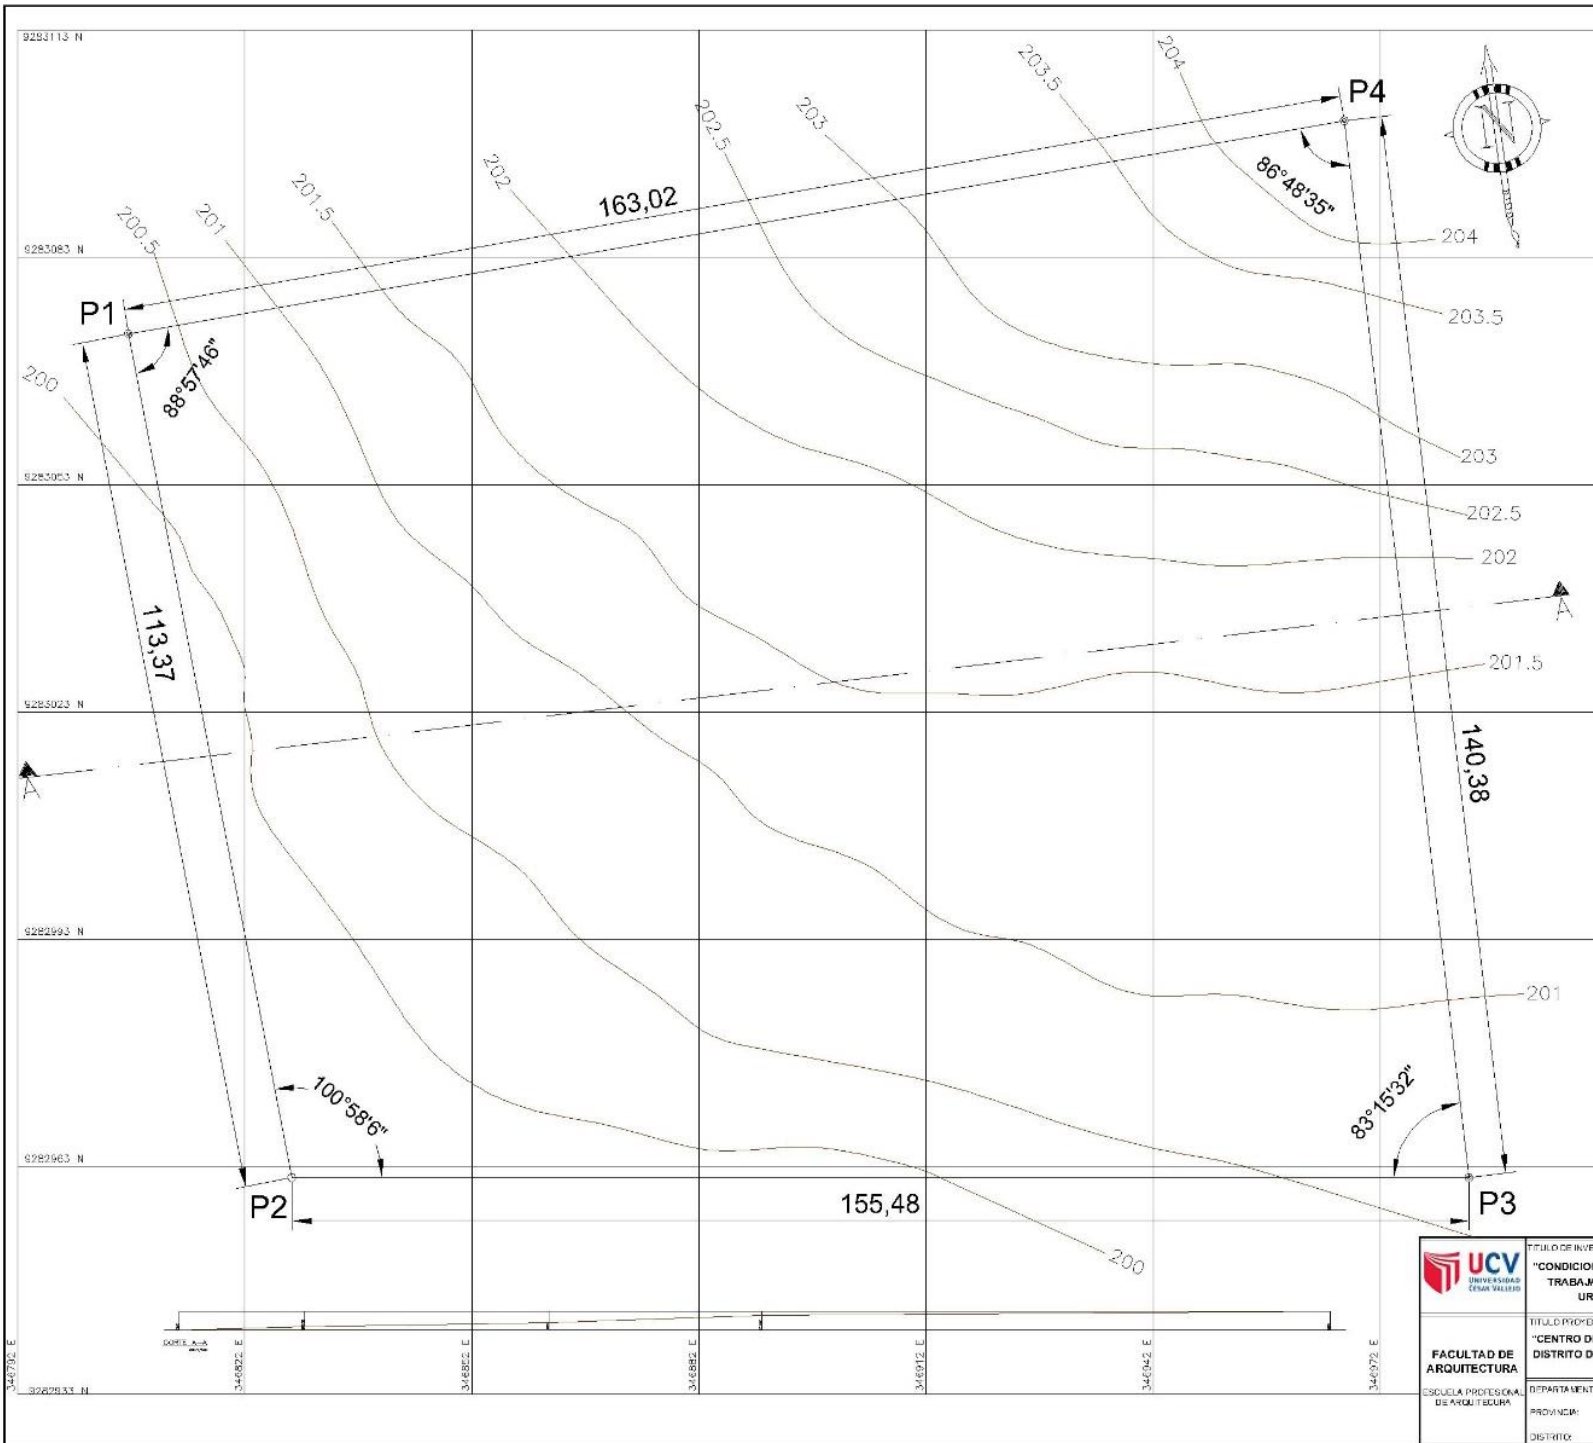 9283113 N
204
203.5
P4
203
202.5
86°48'35"
202
163,02
201.5
201
200.5
204
9283083 N
203.5
P1
88°57'46"
200
203
9283053 N
202.5
202
A
113,37
201.5
9283023 N
140,38
A
9282993 N
201
100°58'6"
83°15'32"
9282963 N
P2
155,48
P3
200
UCV
UNIVERSIDAD
CÉSAR VALLEJO
"CENTRO
TRABAJ
UR
CORTE A-A
FACULTAD DE
ARQUITECTURA
DISTRITO D
ESCUELA PROFESIONAL
DE ARQUITECURA
PROVINCIA:
DISTRITO:
346792 E
346822 E
346852 E
346882 E
346912 E
346942 E
346972 E
9282933 N